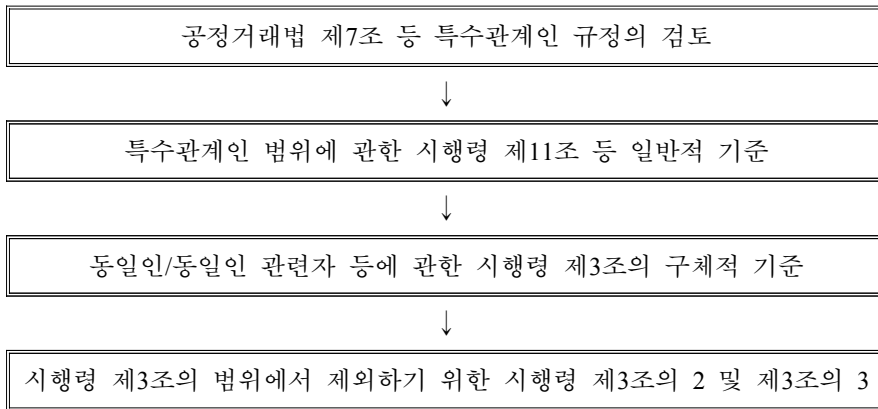 공정거래법 제7조 등 특수관계인 규정의 검토
↓
특수관계인 범위에 관한 시행령 제11조 등 일반적 기준
↓
동일인/동일인 관련자 등에 관한 시행령 제3조의 구체적 기준
↓
시행령 제3조의 범위에서 제외하기 위한 시행령 제3조의 2 및 제3조의 3